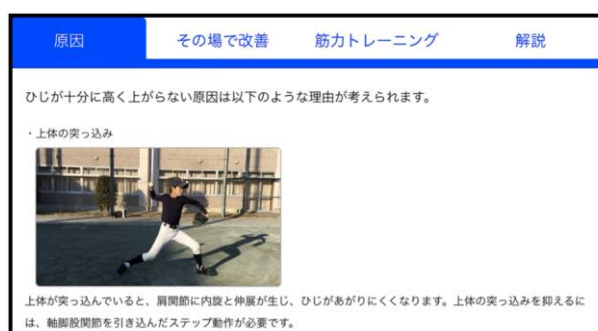 原因
その場で改善
筋力トレーニング
解説
ひじが十分に高く上がらない原因は以下のような理由が考えられます。
・上体の突っ込み
上体が突っ込んでいると、肩関節に内旋と伸展が生じ、ひじがあがりにくくなります。上体の突っ込みを抑えるに
は、軸脚股関節を引き込んだステップ動作が必要です。